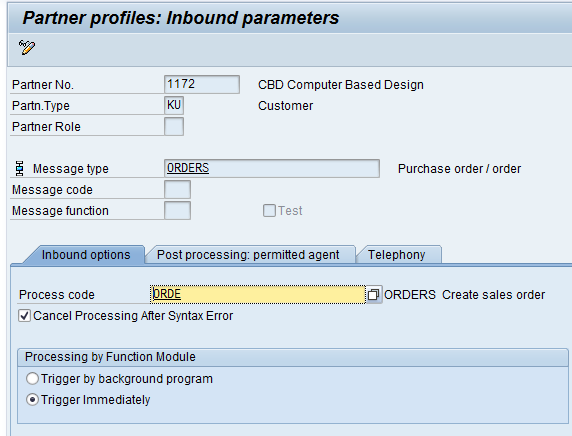 Partner profiles: Inbound parameters
Partner No. 1172 CBD Computer Based Design
Partn.Type KU Customer
Partner Role
Message type ORDERS Purchase order / order
Message code
Message function Test
Inbound options Post processing: permitted agent Telephony
Process code ORDE ORDERS Create sales order
Cancel Processing After Syntax Error
Processing by Function Module
Trigger by background program
Trigger Immediately